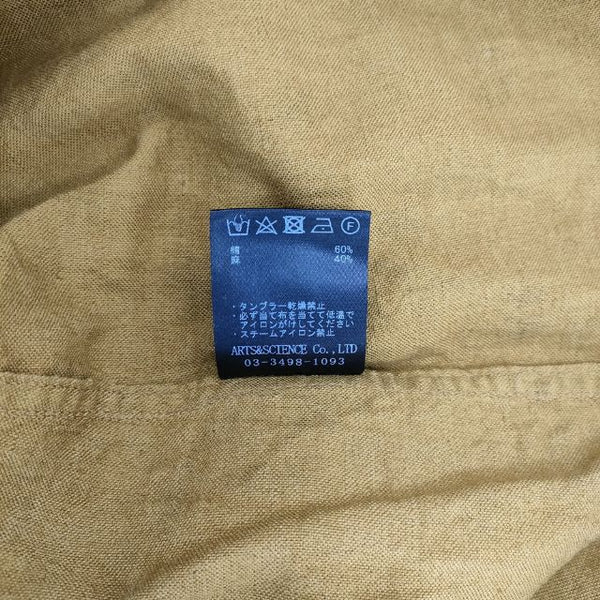 F
綿 60%
麻 40%
・タンブラー乾燥禁止
・必ず当て布を当てて低温で
アイロンがけしてください
・スチームアイロン禁止
ARTS&SCIENCE Co., LTD
03-3498-1093